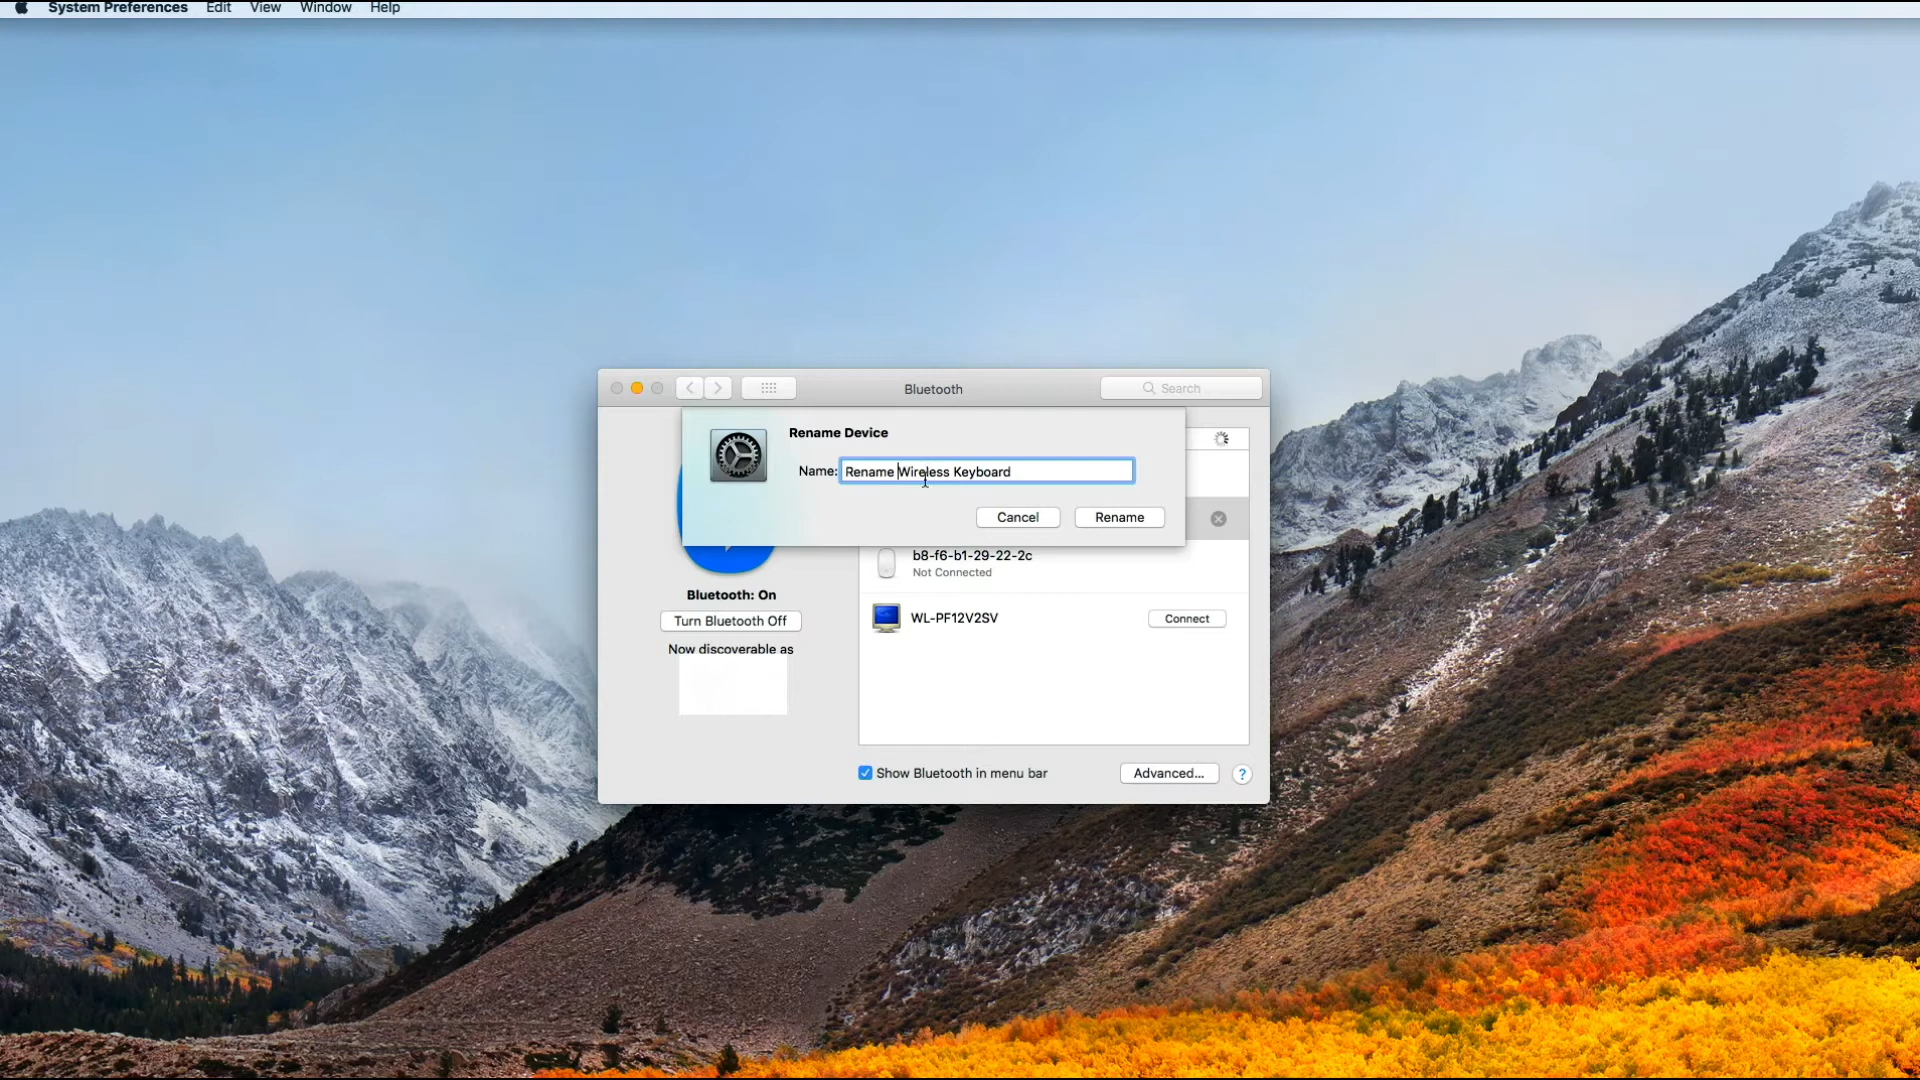 System Preferences Edit View Window Help
Bluetooth
Search
Rename Device
Name: Rename Wireless Keyboard
Cancel Rename
b8-f6-b1-29-22-2c
Not Connected
Bluetooth: On
WL-PF12V2SV Connect
Turn Bluetooth Off
Now discoverable as
Show Bluetooth in menu bar
Advanced... ?